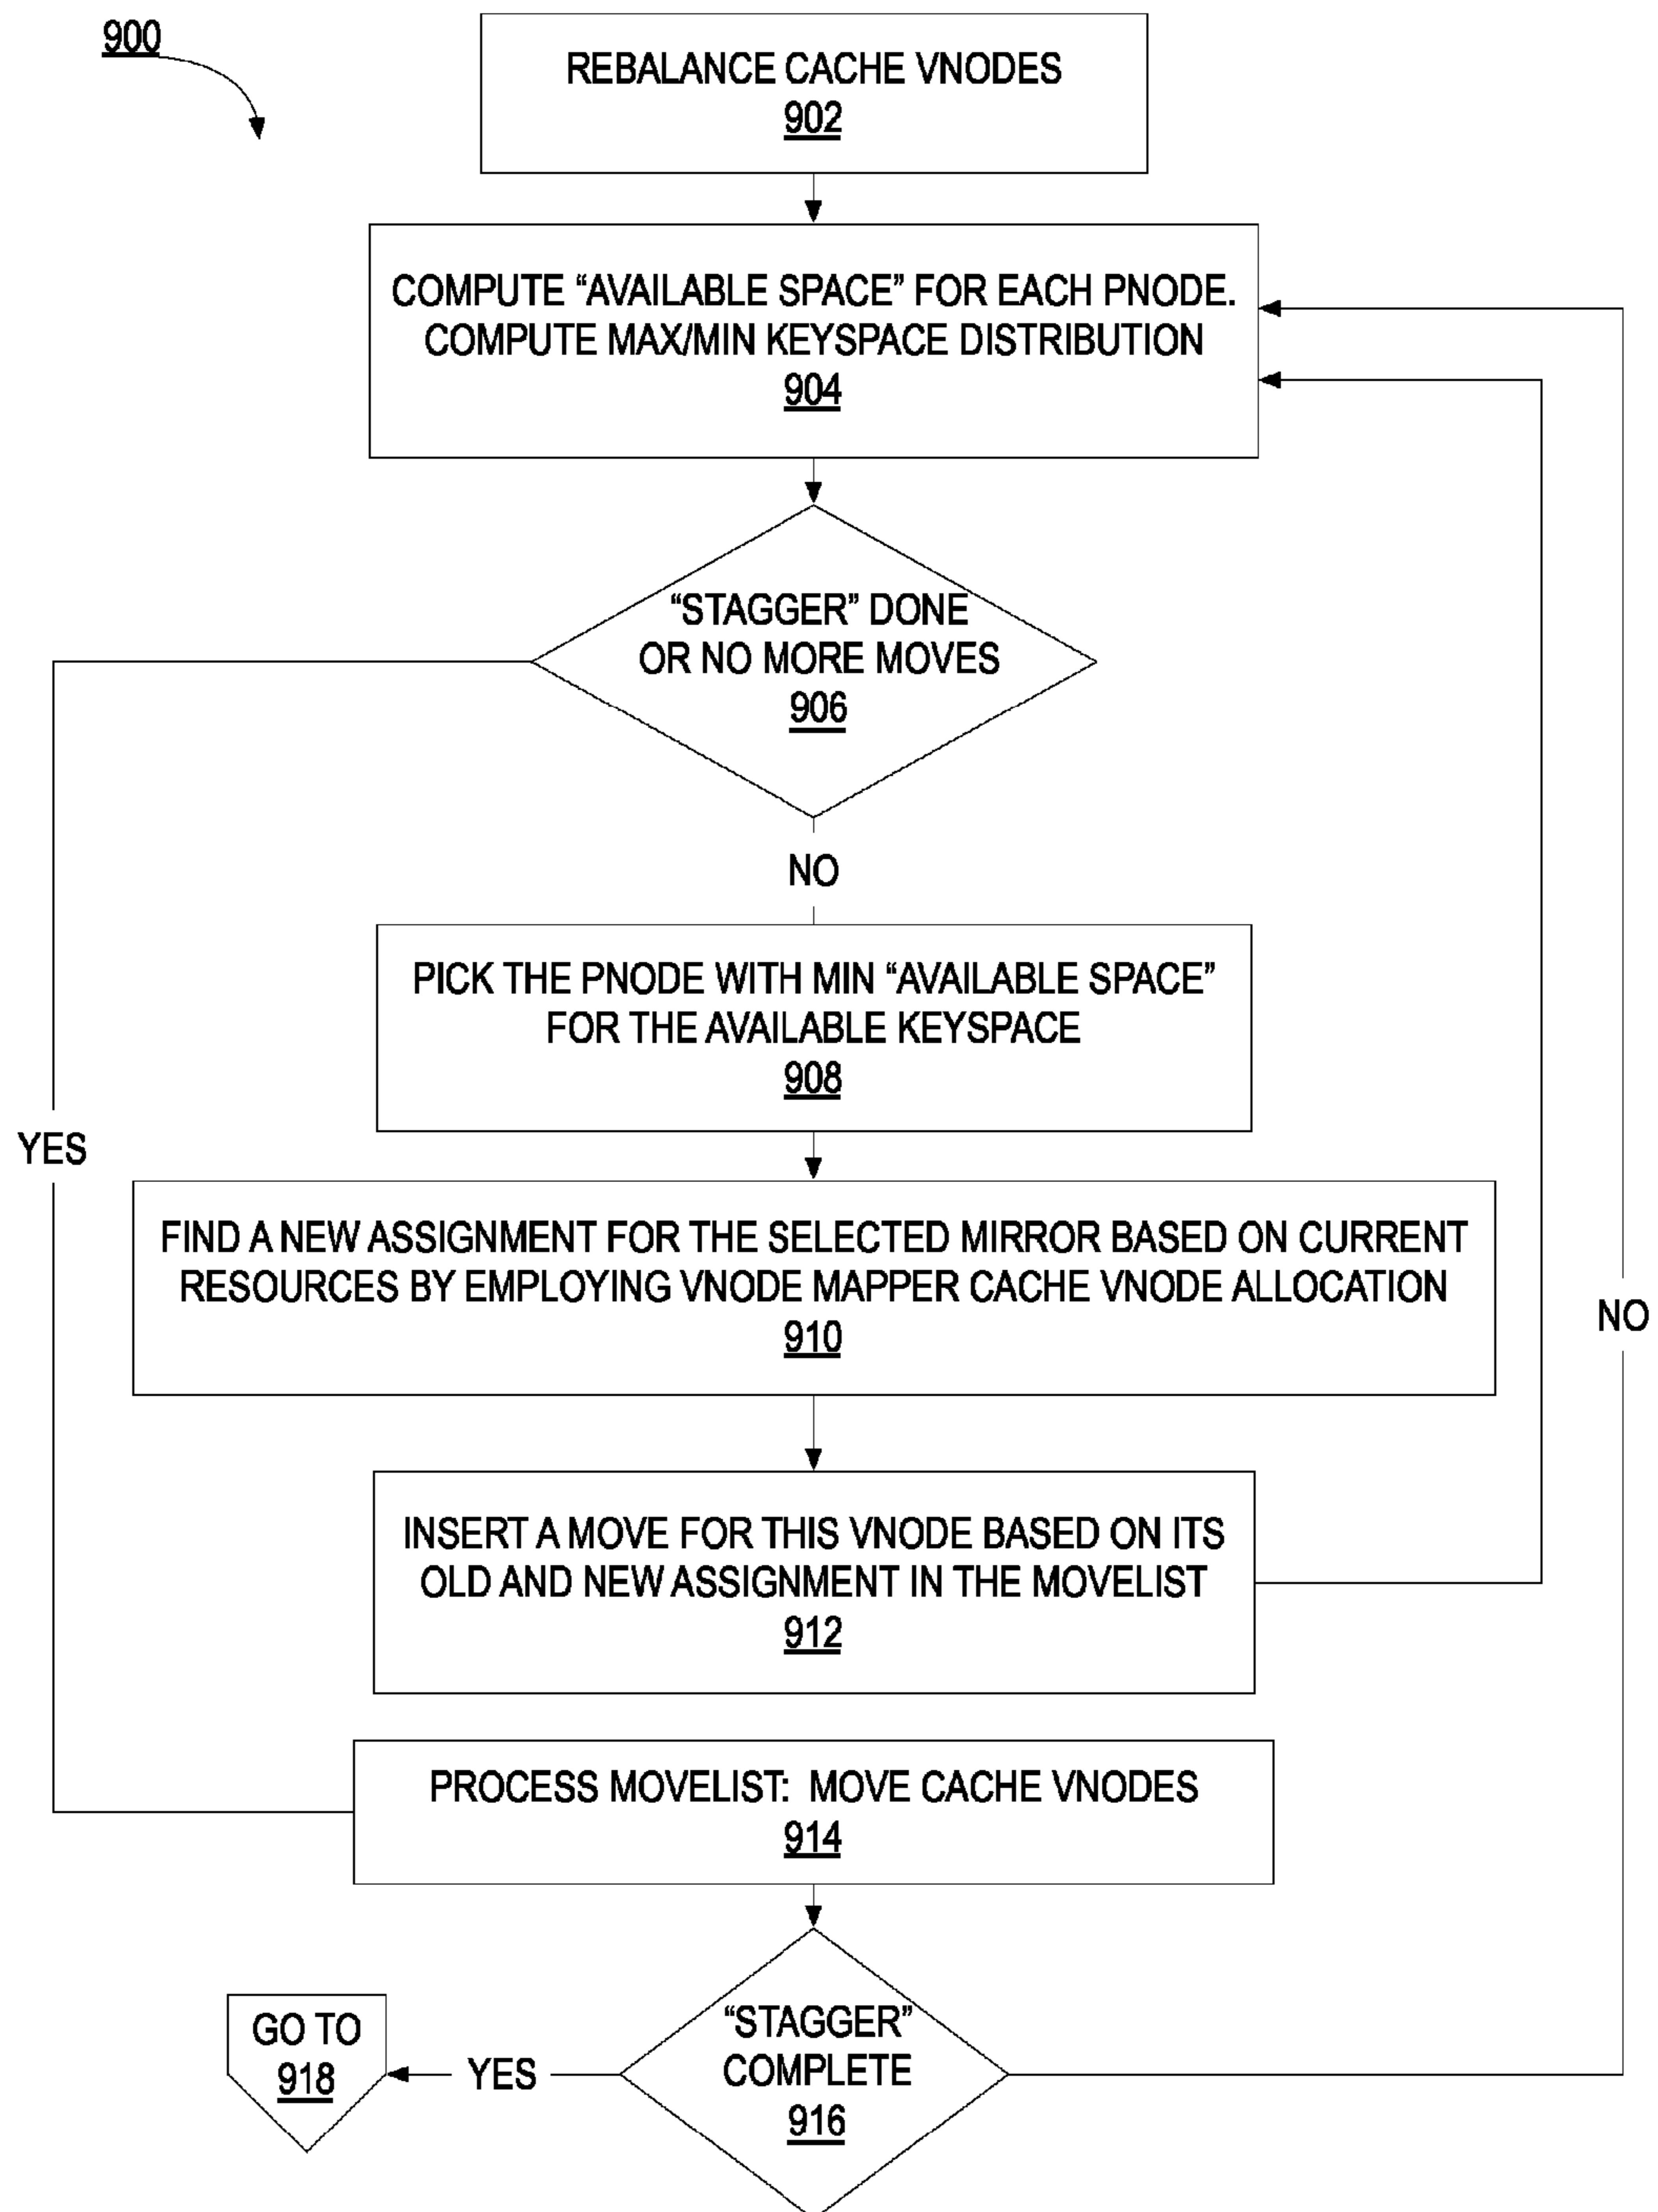 900
REBALANCE CACHE VNODES
902
COMPUTE “AVAILABLE SPACE” FOR EACH PNODE.
COMPUTE MAX/MIN KEYSPACE DISTRIBUTION
904
“STAGGER” DONE
OR NO MORE MOVES
906
NO
PICK THE PNODE WITH MIN “AVAILABLE SPACE”
FOR THE AVAILABLE KEYSPACE
908
YES
FIND A NEW ASSIGNMENT FOR THE SELECTED MIRROR BASED ON CURRENT
RESOURCES BY EMPLOYING VNODE MAPPER CACHE VNODE ALLOCATION
910
NO
INSERT A MOVE FOR THIS VNODE BASED ON ITS
OLD AND NEW ASSIGNMENT IN THE MOVELIST
912
PROCESS MOVELIST: MOVE CACHE VNODES
914
“STAGGER”
COMPLETE
916
YES
GO TO
918